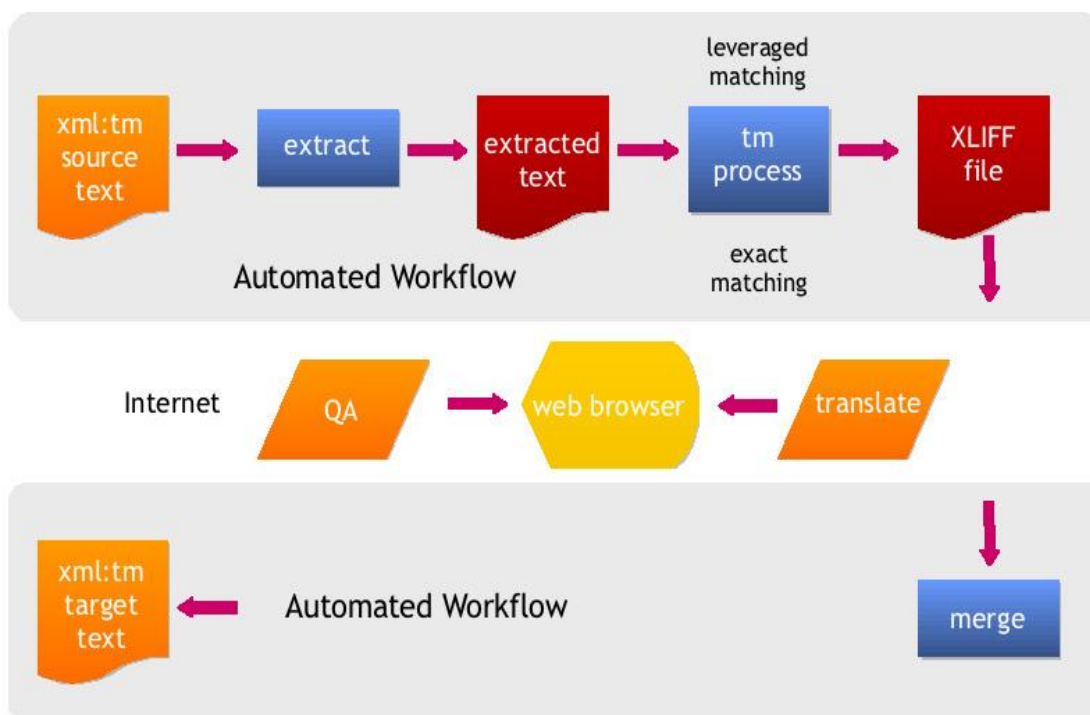 leveraged
matching
xml:tm
source
text
extract
extracted
text
tm
process
XLIFF
file
exact
matching
Automated Workflow
Internet
QA
web browser
translate
xml:tm
target
text
Automated Workflow
merge